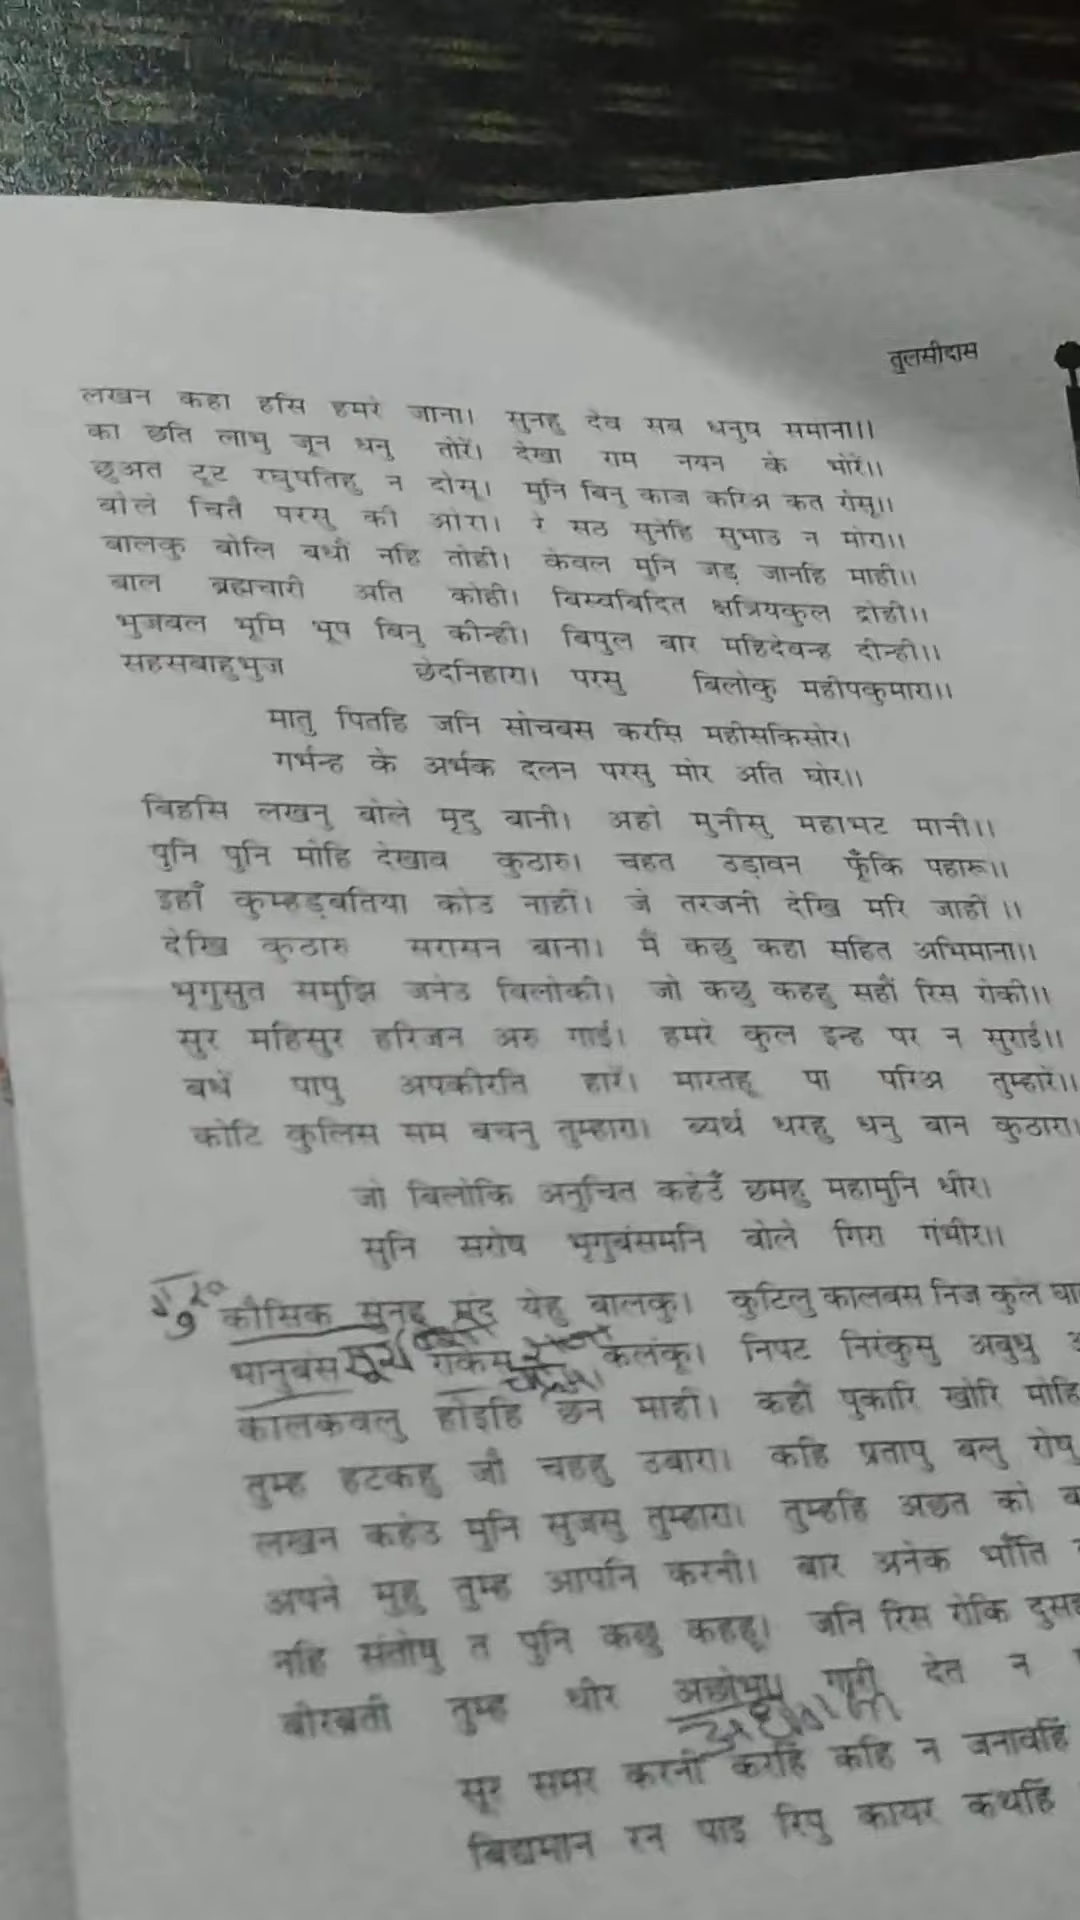 तुलसीदास
लखन कहा हसि हमरे जाना। सुनहु देव सब धनुष समाना।।
का छति लाभु जून धनु तोरें। देखा राम नयन के भोरें।।
छुअत टूट रघुपतिहु न दोसू। मुनि बिनु काज करिअ कत रोसू।।
बोले चितै परसु की ओरा। रे सठ सुनेहि सुभाउ न मोरा।।
बालकु बोलि बधौं नहि तोही। केवल मुनि जड़ जानहि मोही।।
बाल ब्रह्मचारी अति कोही। बिस्वबिदित क्षत्रियकुल द्रोही।।
भुजबल भूमि भूप बिनु कीन्ही। बिपुल बार महिदेवन्ह दीन्ही।।
सहसबाहुभुज छेदनिहारा। परसु बिलोकु महीपकुमारा।।
मातु पितहि जनि सोचबस करसि महीसकिसोर।
गर्भन्ह के अर्भक दलन परसु मोर अति घोर।।
बिहसि लखनु बोले मृदु बानी। अहो मुनीसु महाभट मानी।।
पुनि पुनि मोहि देखाव कुठारु। चहत उड़ावन फूँकि पहारू।।
इहाँ कुम्हड़बतिया कोउ नाहीं। जे तरजनी देखि मरि जाहीं।।
देखि कुठारु सरासन बाना। मैं कछु कहा सहित अभिमाना।।
भृगुसुत समुझि जनेउ बिलोकी। जो कछु कहहु सहौं रिस रोकी।।
सुर महिसुर हरिजन अरु गाई। हमरे कुल इन्ह पर न सुराई।।
बधें पापु अपकीरति हारें। मारतहू पा परिअ तुम्हारें।।
कोटि कुलिस सम बचनु तुम्हारा। ब्यर्थ धरहु धनु बान कुठारा।
जो बिलोकि अनुचित कहेउँ छमहु महामुनि धीर।
सुनि सरोष भृगुबंसमनि बोले गिरा गंभीर।।
कौसिक सुनहु मंद येहु बालकु। कुटिलु कालबस निज कुल घा
भानुबंस सूर्य राकेस कलंकू। निपट निरंकुसु अबुधु
चंद्रमा
कालकवलु होइहि छन माहीं। कहौं पुकारि खोरि मोहि
तुम्ह हटकहु जौ चहहु उबारा। कहि प्रतापु बलु रोषु
लखन कहेउ मुनि सुजसु तुम्हारा। तुम्हहि अछत को ब
अपने मुहु तुम्ह आपनि करनी। बार अनेक भाँति
नहि संतोषु त पुनि कछु कहहू। जनि रिस रोकि दुसह
बीरब्रती तुम्ह धीर अछोभा। गारी देत न
सूर समर करनी करहिं कहि न जनावहिं
बिद्यमान रन पाइ रिपु कायर कथहिं